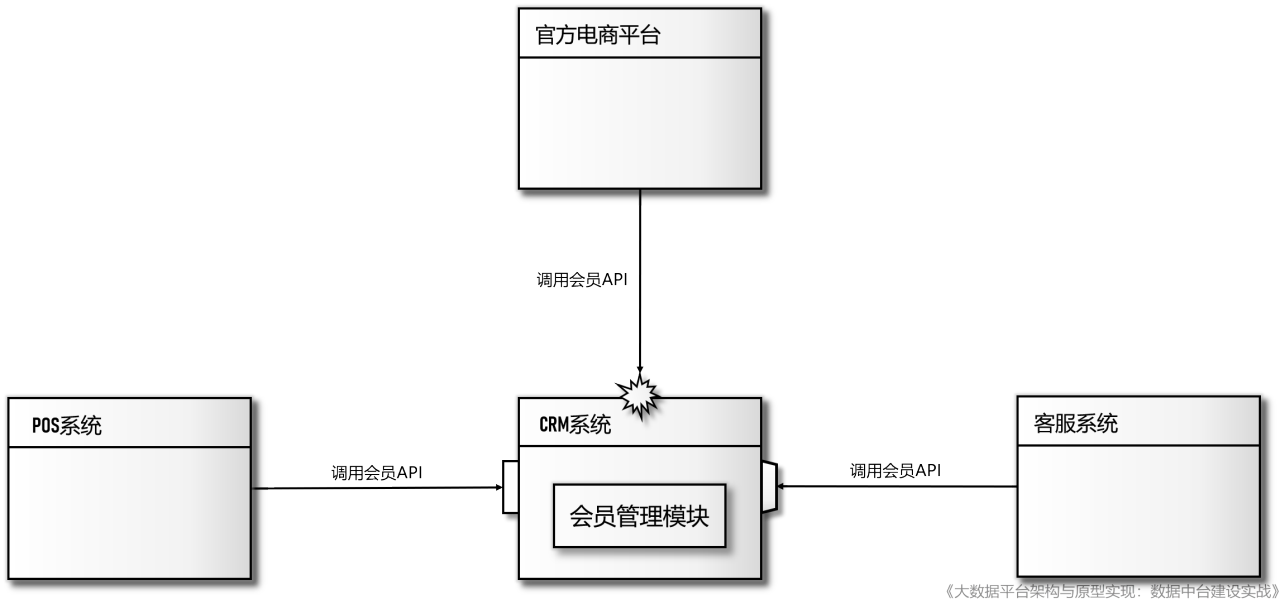 官方电商平台
调用会员API
POS系统
调用会员API
CRM系统
会员管理模块
调用会员API
客服系统
《大数据平台架构与原型实现：数据中台建设实战》